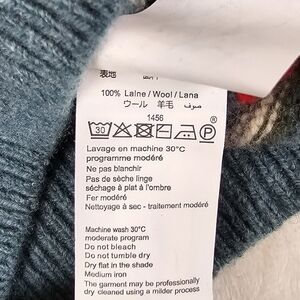 表地
100% Laine / Wool / Lana
ウール 羊毛 صوف
1456
30 P
Lavage en machine 30°C
programme modéré
Ne pas blanchir
Pas de sèche linge
séchage à plat à l'ombre
Fer modéré
Nettoyage à sec - traitement modéré
Machine wash 30°C
moderate program
Do not bleach
Do not tumble dry
Dry flat in the shade
Medium iron
The garment may be professionally
dry cleaned using a milder process